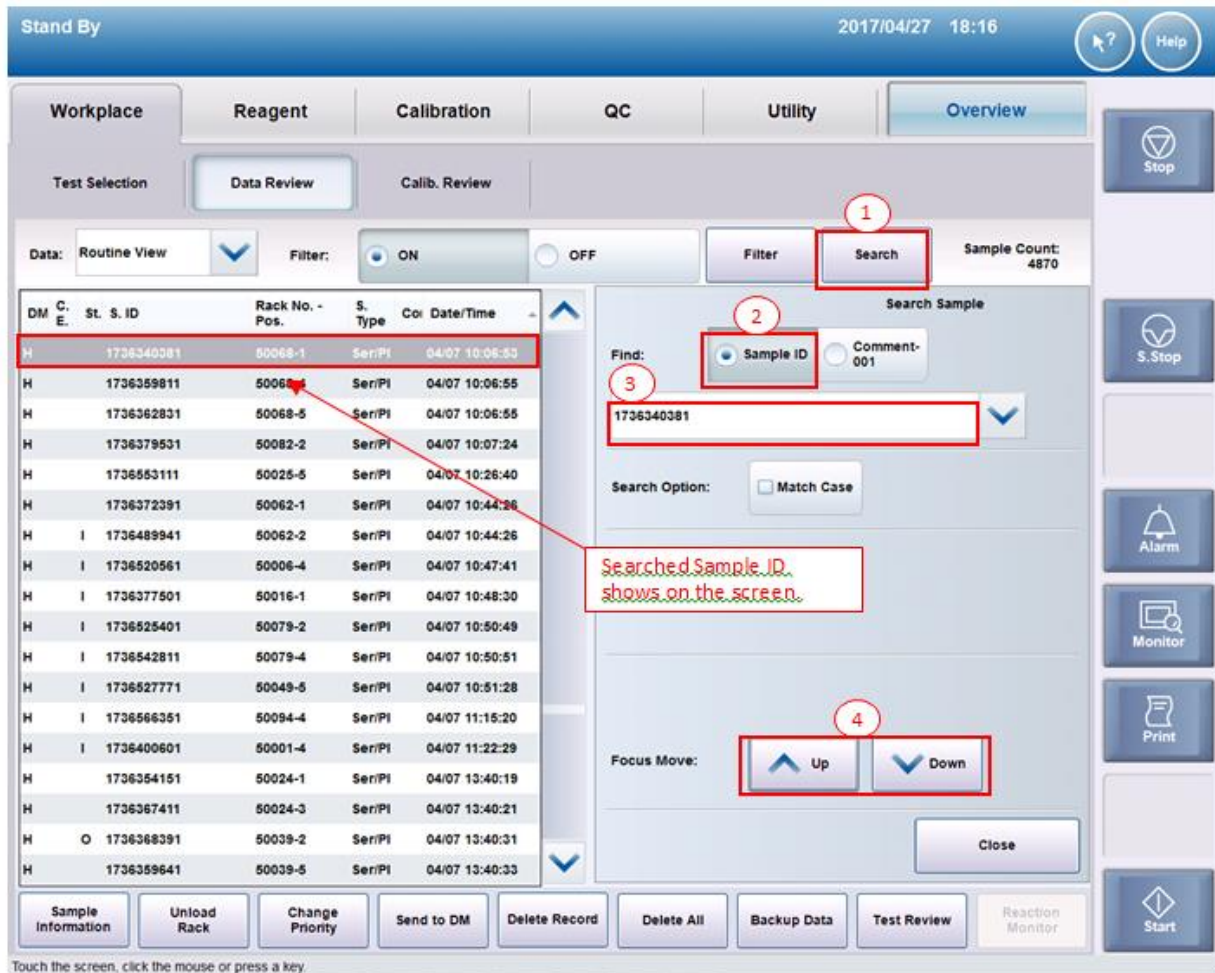 Stand By
2017/04/27 18:16
?
Help
Workplace
Reagent
Calibration
QC
Utility
Overview
Stop
Test Selection
Data Review
Calib. Review
1
Data:
Routine View
Filter:
ON
OFF
Filter
Search
Sample Count:
4870
DM C. E. St. S. ID Rack No. - Pos. S. Type Co Date/Time
H 1736340381 50068-1 Ser/Pl 04/07 10:06:53
H 1736359811 50068-4 Ser/Pl 04/07 10:06:55
H 1736362831 50068-5 Ser/Pl 04/07 10:06:55
H 1736379531 50082-2 Ser/Pl 04/07 10:07:24
H 1736553111 50025-5 Ser/Pl 04/07 10:26:40
H 1736372391 50062-1 Ser/Pl 04/07 10:44:26
H I 1736489941 50062-2 Ser/Pl 04/07 10:44:26
H I 1736520561 50006-4 Ser/Pl 04/07 10:47:41
H I 1736377501 50016-1 Ser/Pl 04/07 10:48:30
H I 1736525401 50079-2 Ser/Pl 04/07 10:50:49
H I 1736542811 50079-4 Ser/Pl 04/07 10:50:51
H I 1736527771 50049-5 Ser/Pl 04/07 10:51:28
H I 1736566351 50094-4 Ser/Pl 04/07 11:15:20
H I 1736400601 50001-4 Ser/Pl 04/07 11:22:29
H 1736354151 50024-1 Ser/Pl 04/07 13:40:19
H 1736367411 50024-3 Ser/Pl 04/07 13:40:21
H O 1736368391 50039-2 Ser/Pl 04/07 13:40:31
H 1736359641 50039-5 Ser/Pl 04/07 13:40:33
Search Sample
2
Find:
Sample ID
Comment-
001
3
1736340381
Search Option:
Match Case
Searched Sample ID
shows on the screen.
4
Focus Move:
Up
Down
Close
S.Stop
Alarm
Monitor
Print
Start
Sample
Information
Unload
Rack
Change
Priority
Send to DM
Delete Record
Delete All
Backup Data
Test Review
Reaction
Monitor
Touch the screen, click the mouse or press a key.